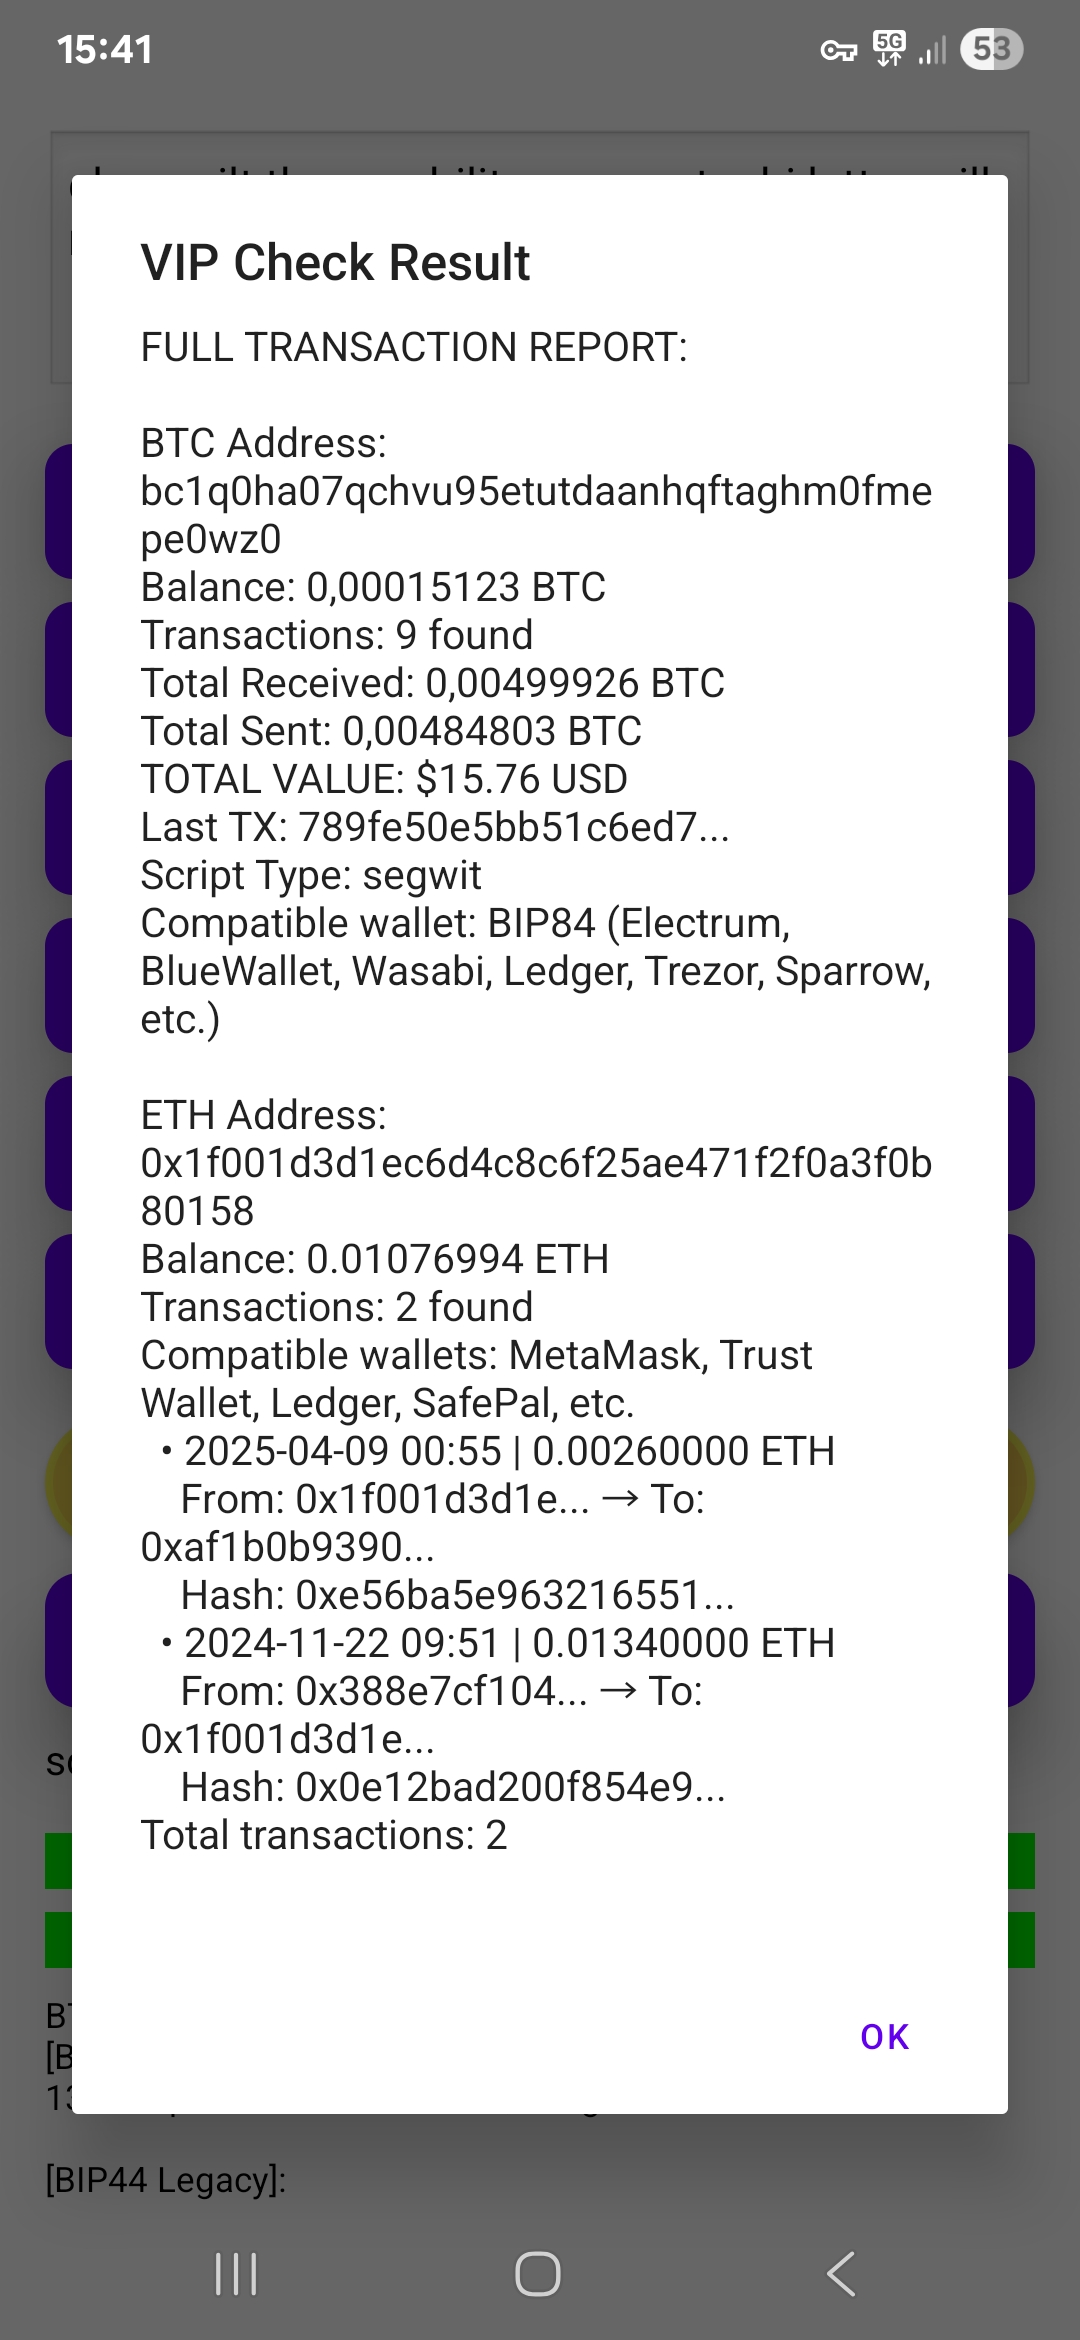 15:41
5G
53
VIP Check Result
FULL TRANSACTION REPORT:
BTC Address:
bc1q0ha07qchvu95etutdaanhqftaghm0fme
pe0wz0
Balance: 0,00015123 BTC
Transactions: 9 found
Total Received: 0,00499926 BTC
Total Sent: 0,00484803 BTC
TOTAL VALUE: $15.76 USD
Last TX: 789fe50e5bb51c6ed7...
Script Type: segwit
Compatible wallet: BIP84 (Electrum,
BlueWallet, Wasabi, Ledger, Trezor, Sparrow,
etc.)
ETH Address:
0x1f001d3d1ec6d4c8c6f25ae471f2f0a3f0b
80158
Balance: 0.01076994 ETH
Transactions: 2 found
Compatible wallets: MetaMask, Trust
Wallet, Ledger, SafePal, etc.
• 2025-04-09 00:55 | 0.00260000 ETH
From: 0x1f001d3d1e... → To:
0xaf1b0b9390...
Hash: 0xe56ba5e963216551...
• 2024-11-22 09:51 | 0.01340000 ETH
From: 0x388e7cf104... → To:
0x1f001d3d1e...
Hash: 0x0e12bad200f854e9...
Total transactions: 2
OK
[BIP44 Legacy]: